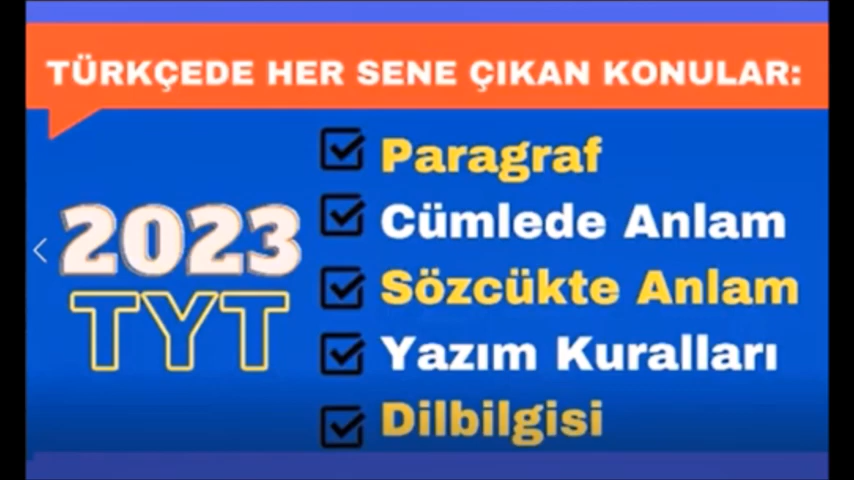 TÜRKÇEDE HER SENE ÇIKAN KONULAR:
2023
TYT
Paragraf
Cümlede Anlam
Sözcükte Anlam
Yazım Kuralları
Dilbilgisi